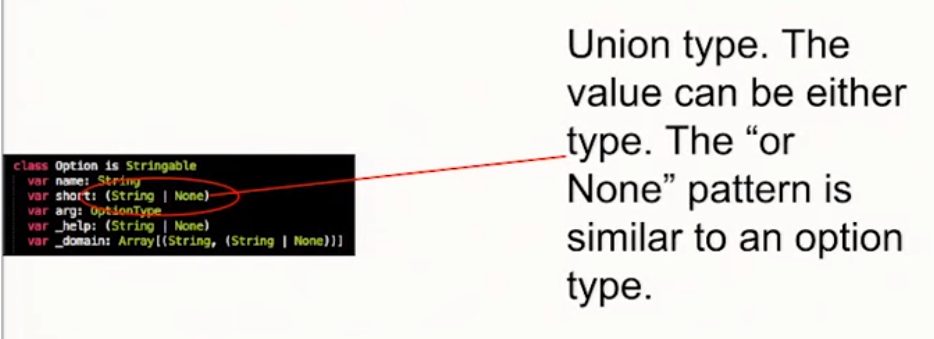 class Option is Stringable
var name: String
var short: (String | None)
var arg: OptionType
var _help: (String | None)
var _domain: Array[(String, (String | None))]
Union type. The
value can be either
type. The “or
None” pattern is
similar to an option
type.